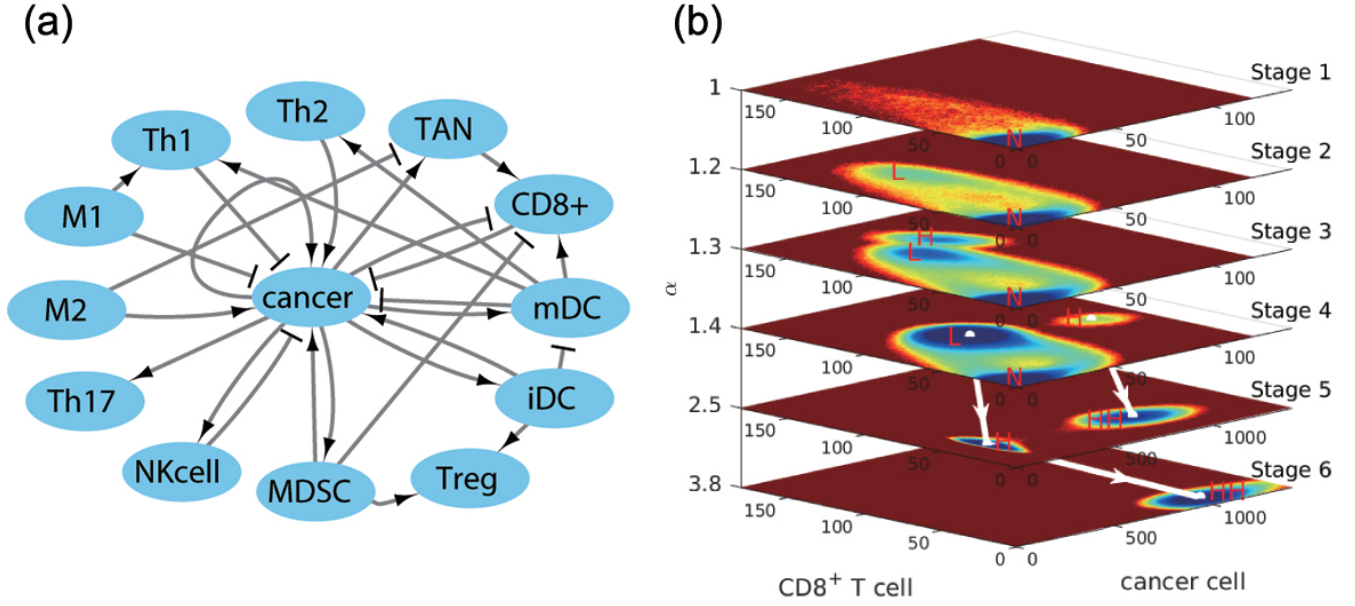 (a)
Th2
TAN
Th1
CD8+
M1
cancer
mDC
M2
Th17
iDC
NKcell
MDSC
Treg
(b)
Stage 1
1
150
100
50
0
N
0
50
100
Stage 2
1.2
150
100
50
0
L
N
0
50
100
Stage 3
1.3
150
100
50
0
H
L
N
0
50
100
Stage 4
α
1.4
150
100
50
0
L
H
N
0
50
100
Stage 5
2.5
150
50
0
H
HH
0
500
1000
Stage 6
3.8
150
100
50
0
HH
0
500
1000
CD8+ T cell
cancer cell